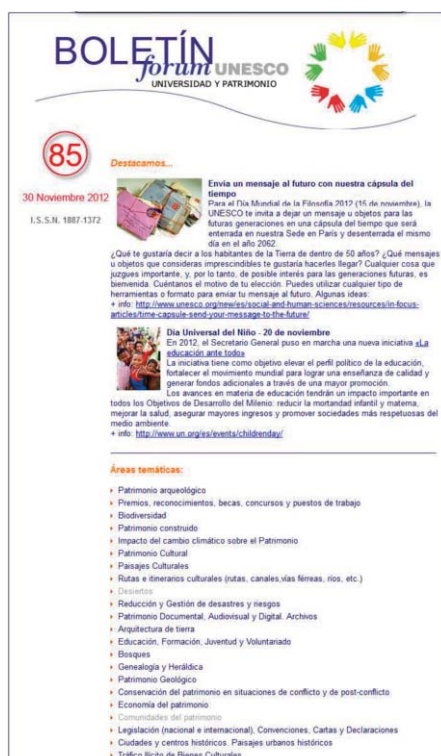 BOLETÍN
forum UNESCO
UNIVERSIDAD Y PATRIMONIO
85
30 Noviembre 2012
I.S.S.N. 1887-1372
Destacamos...
Envía un mensaje al futuro con nuestra cápsula del
tiempo
Para el Día Mundial de la Filosofía 2012 (15 de noviembre), la
UNESCO te invita a dejar un mensaje u objetos para las
futuras generaciones en una cápsula del tiempo que será
enterrada en nuestra Sede en París y desenterrada el mismo
día en el año 2062.
¿Qué te gustaría decir a los habitantes de la Tierra de dentro de 50 años? ¿Qué mensajes
u objetos que consideras imprescindibles te gustaría hacerles llegar? Cualquier cosa que
juzgues importante, y, por lo tanto, de posible interés para las generaciones futuras, es
bienvenida. Cuéntanos el motivo de tu elección. Puedes utilizar cualquier tipo de
herramientas o formato para enviar tu mensaje al futuro. Algunas ideas:
+ info: http://www.unesco.org/new/es/social-and-human-sciences/resources/in-focus-
articles/time-capsule-send-your-message-to-the-future/
Día Universal del Niño - 20 de noviembre
En 2012, el Secretario General puso en marcha una nueva iniciativa «La
educación ante todo»
La iniciativa tiene como objetivo elevar el perfil político de la educación,
fortalecer el movimiento mundial para lograr una enseñanza de calidad y
generar fondos adicionales a través de una mayor promoción.
Los avances en materia de educación tendrán un impacto importante en
todos los Objetivos de Desarrollo del Milenio: reducir la mortandad infantil y materna,
mejorar la salud, asegurar mayores ingresos y promover sociedades más respetuosas del
medio ambiente.
+ info: http://www.un.org/es/events/childrenday/
Áreas temáticas:
Patrimonio arqueológico
Premios, reconocimientos, becas, concursos y puestos de trabajo
Biodiversidad
Patrimonio construido
Impacto del cambio climático sobre el Patrimonio
Patrimonio Cultural
Paisajes Culturales
Rutas e itinerarios culturales (rutas, canales,vías férreas, ríos, etc.)
Desiertos
Reducción y Gestión de desastres y riesgos
Patrimonio Documental, Audiovisual y Digital. Archivos
Arquitectura de tierra
Educación, Formación, Juventud y Voluntariado
Bosques
Genealogía y Heráldica
Patrimonio Geológico
Conservación del patrimonio en situaciones de conflicto y de post-conflicto
Economía del patrimonio
Comunidades del patrimonio
Legislación (nacional e internacional), Convenciones, Cartas y Declaraciones
Ciudades y centros históricos. Paisajes urbanos históricos
Tráfico Ilícito de Bienes Culturales